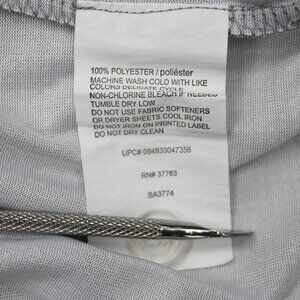 100% POLYESTER / poliéster
MACHINE WASH COLD WITH LIKE
COLORS DELICATE CYCLE
NON-CHLORINE BLEACH IF NEEDED
TUMBLE DRY LOW
DO NOT USE FABRIC SOFTENERS
OR DRYER SHEETS COOL IRON
DO NOT IRON ON PRINTED LABEL
DO NOT DRY CLEAN
UPC# 094833047356
RN# 37763
SA3774